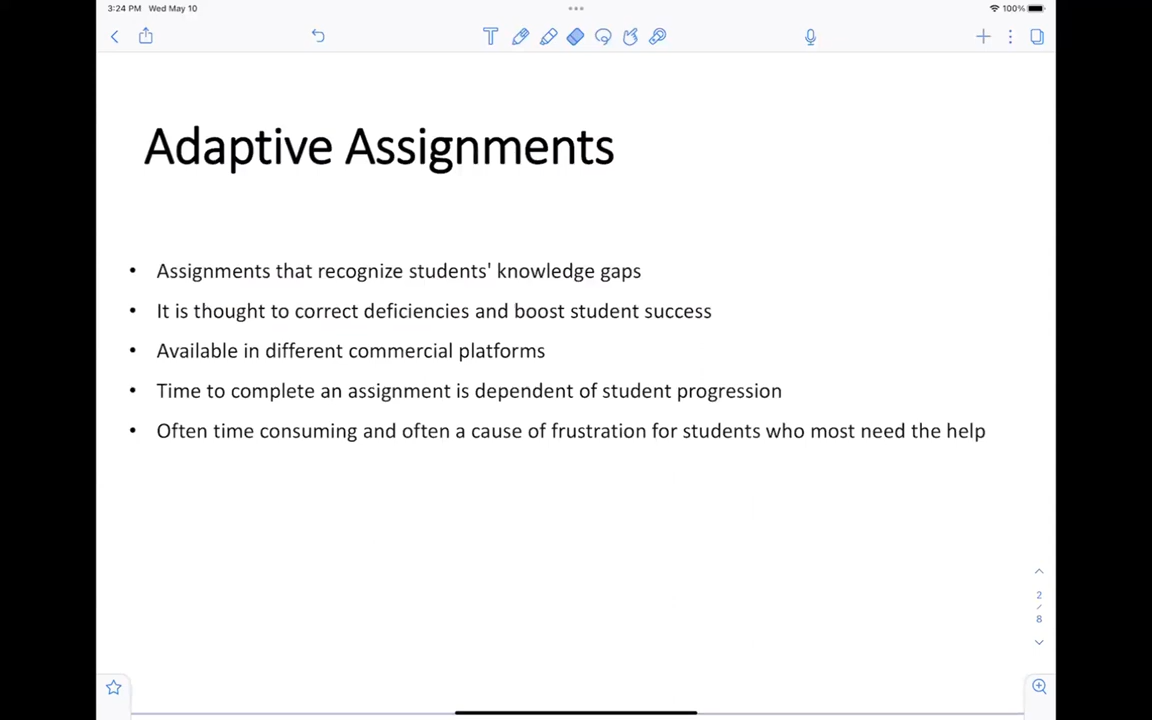 3:24 PM Wed May 10
100%
T
Adaptive Assignments
• Assignments that recognize students' knowledge gaps
• It is thought to correct deficiencies and boost student success
• Available in different commercial platforms
• Time to complete an assignment is dependent of student progression
• Often time consuming and often a cause of frustration for students who most need the help
2
/
8